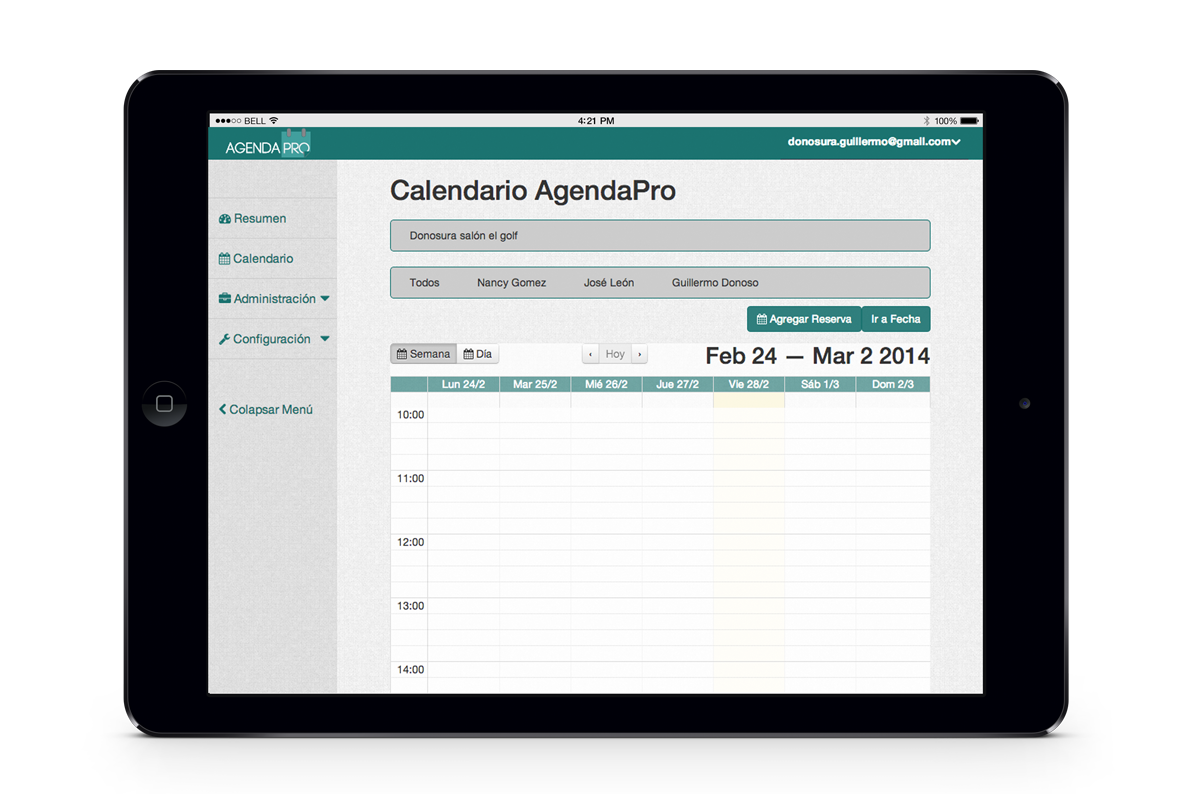 BELL
4:21 PM
100%
AGENDA PRO
donosura.guillermo@gmail.com
Calendario AgendaPro
Donosura salón el golf
Todos Nancy Gomez José León Guillermo Donoso
Resumen
Calendario
Administración
Configuración
Colapsar Menú
Agregar Reserva
Ir a Fecha
Semana
Día
‹ Hoy ›
Feb 24 — Mar 2 2014
Lun 24/2 Mar 25/2 Mié 26/2 Jue 27/2 Vie 28/2 Sáb 1/3 Dom 2/3
10:00
11:00
12:00
13:00
14:00